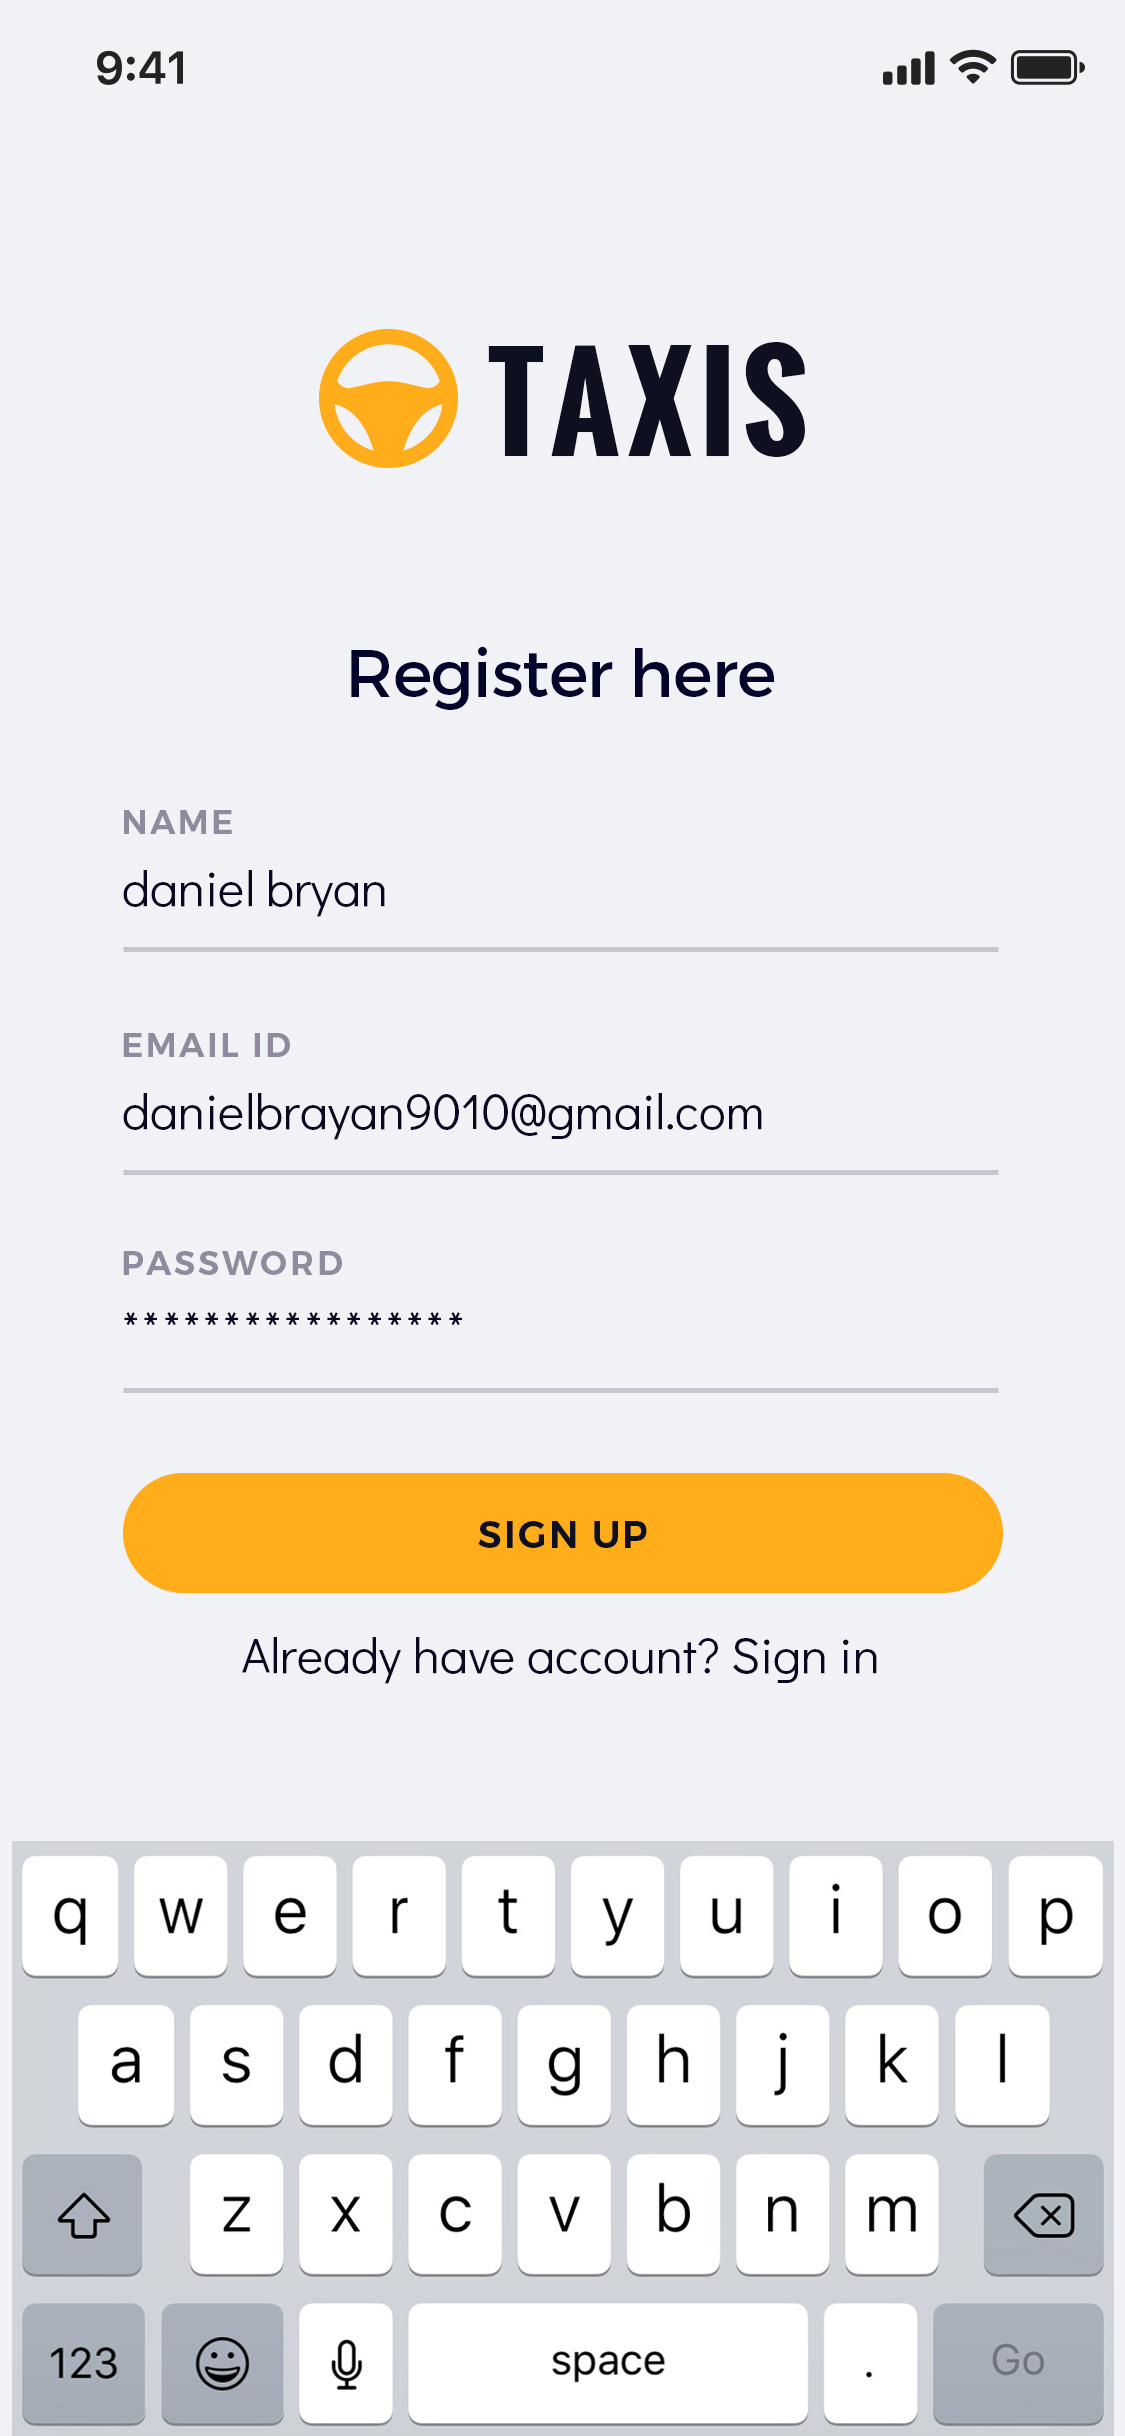 9:41
TAXIS
Register here
NAME
daniel bryan
EMAIL ID
danielbrayan9010@gmail.com
PASSWORD
*****************
SIGN UP
Already have account? Sign in
q w e r t y u i o p
a s d f g h j k l
z x c v b n m
123 space . Go